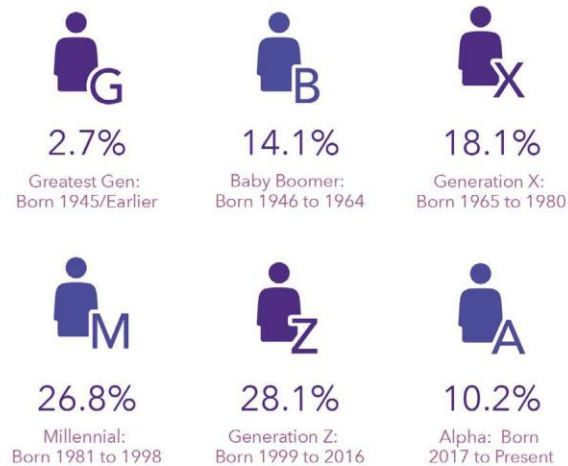 G
B
X
2.7%
14.1%
18.1%
Greatest Gen:
Born 1945/Earlier
Baby Boomer:
Born 1946 to 1964
Generation X:
Born 1965 to 1980
M
Z
A
26.8%
28.1%
10.2%
Millennial:
Born 1981 to 1998
Generation Z:
Born 1999 to 2016
Alpha: Born
2017 to Present